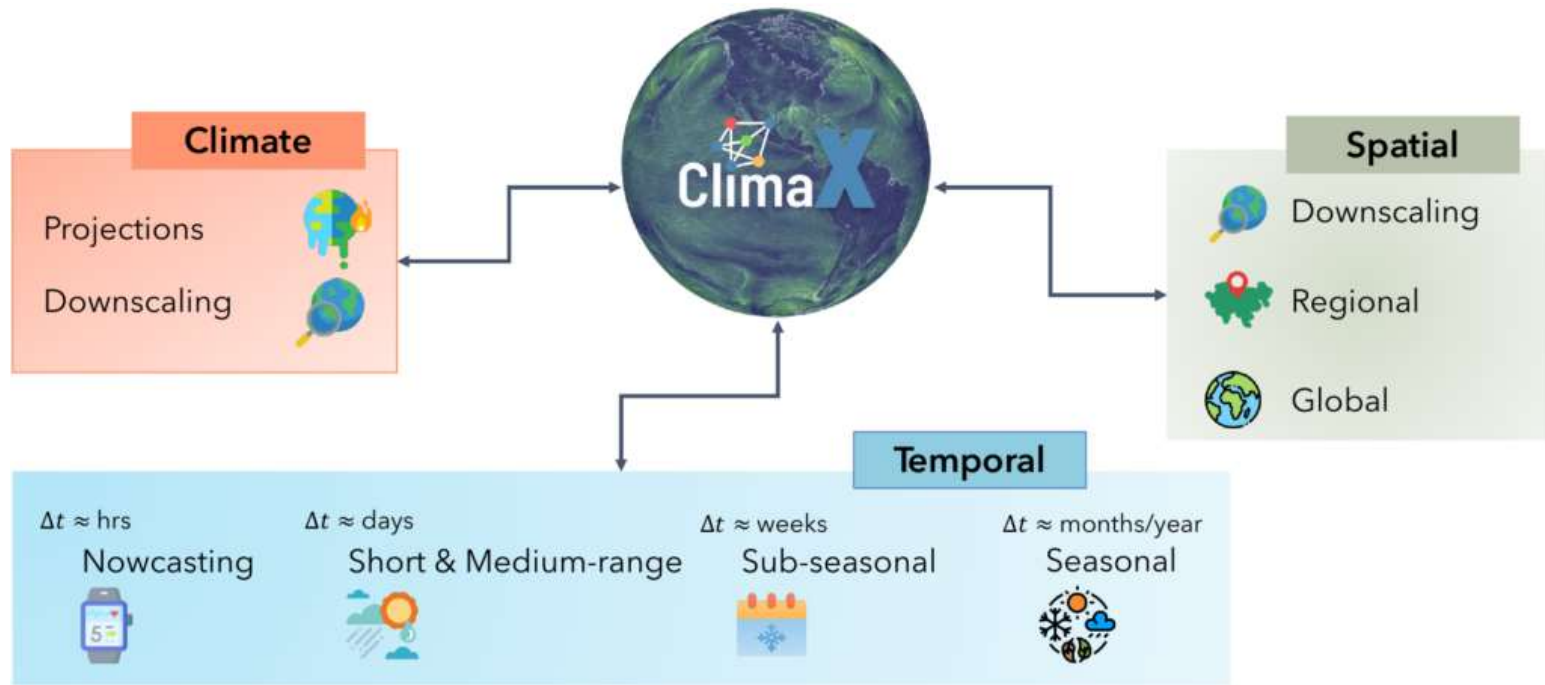 Climate
Projections
Downscaling
ClimaX
Spatial
Downscaling
Regional
Global
Temporal
Δt ≈ hrs
Nowcasting
5
Δt ≈ days
Short & Medium-range
Δt ≈ weeks
Sub-seasonal
Δt ≈ months/year
Seasonal